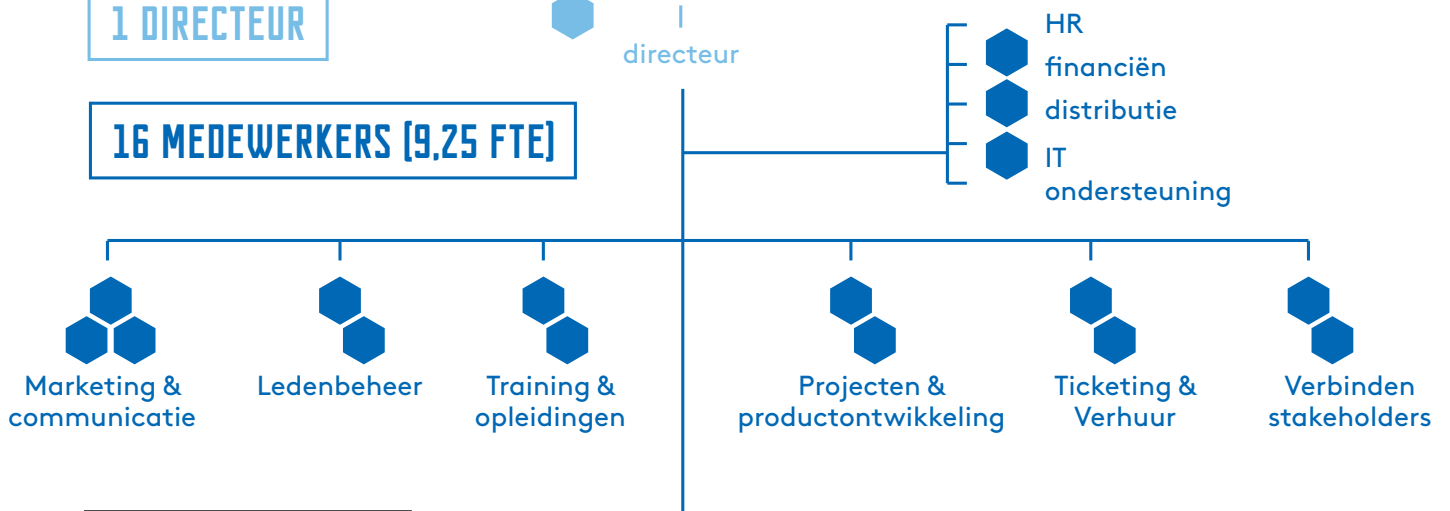 1 DIRECTEUR
directeur
HR
financiën
distributie
IT
ondersteuning
16 MEDEWERKERS (9,25 FTE)
Marketing &
communicatie
Ledenbeheer
Training &
opleidingen
Projecten &
productontwikkeling
Ticketing &
Verhuur
Verbinden
stakeholders